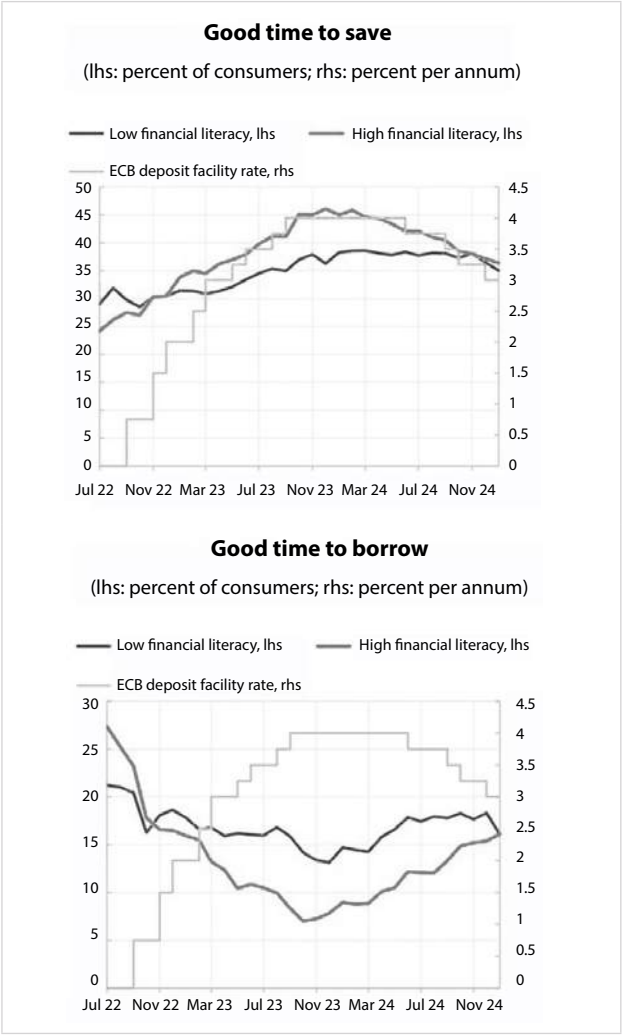 Good time to save
(lhs: percent of consumers; rhs: percent per annum)
Low financial literacy, lhs High financial literacy, lhs
ECB deposit facility rate, rhs
50 4.5
45 4
40 3.5
35 3
30 2.5
25
20 2
15 1.5
10 1
5 0.5
0 0
Jul 22 Nov 22 Mar 23 Jul 23 Nov 23 Mar 24 Jul 24 Nov 24
Good time to borrow
(lhs: percent of consumers; rhs: percent per annum)
Low financial literacy, lhs High financial literacy, lhs
ECB deposit facility rate, rhs
30 4.5
25 4
3.5
20 3
15 2.5
2
10 1.5
5 1
0.5
0 0
Jul 22 Nov 22 Mar 23 Jul 23 Nov 23 Mar 24 Jul 24 Nov 24